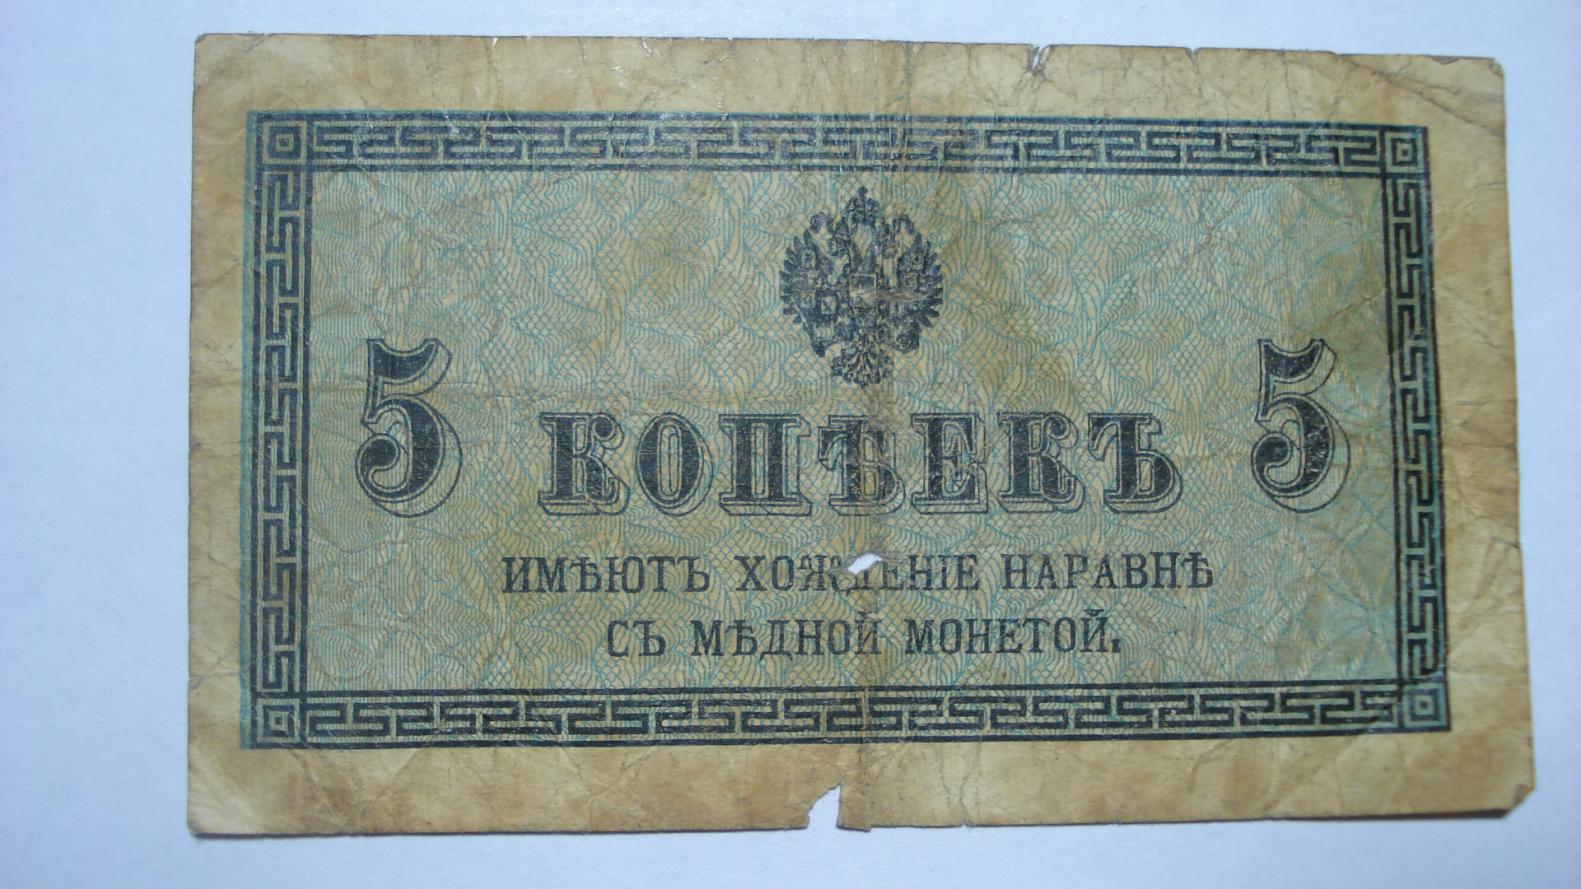 5 КОПѢЕКЪ 5
ИМѢЮТЪ ХОЖДЕНІЕ НАРАВНѢ
СЪ МѢДНОЙ МОНЕТОЙ.